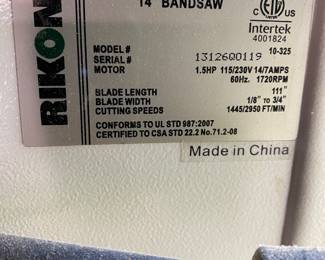 14" BANDSAW
C US
Intertek
4001824
RIKON
MODEL # 10-325
SERIAL # 13126Q0119
MOTOR 1.5HP 115/230V 14/7AMPS
60Hz. 1720RPM
BLADE LENGTH 111"
BLADE WIDTH 1/8" TO 3/4"
CUTTING SPEEDS 1445/2950 FT/MIN
CONFORMS TO UL STD 987:2007
CERTIFIED TO CSA STD 22.2 No.71.2-08
Made in China